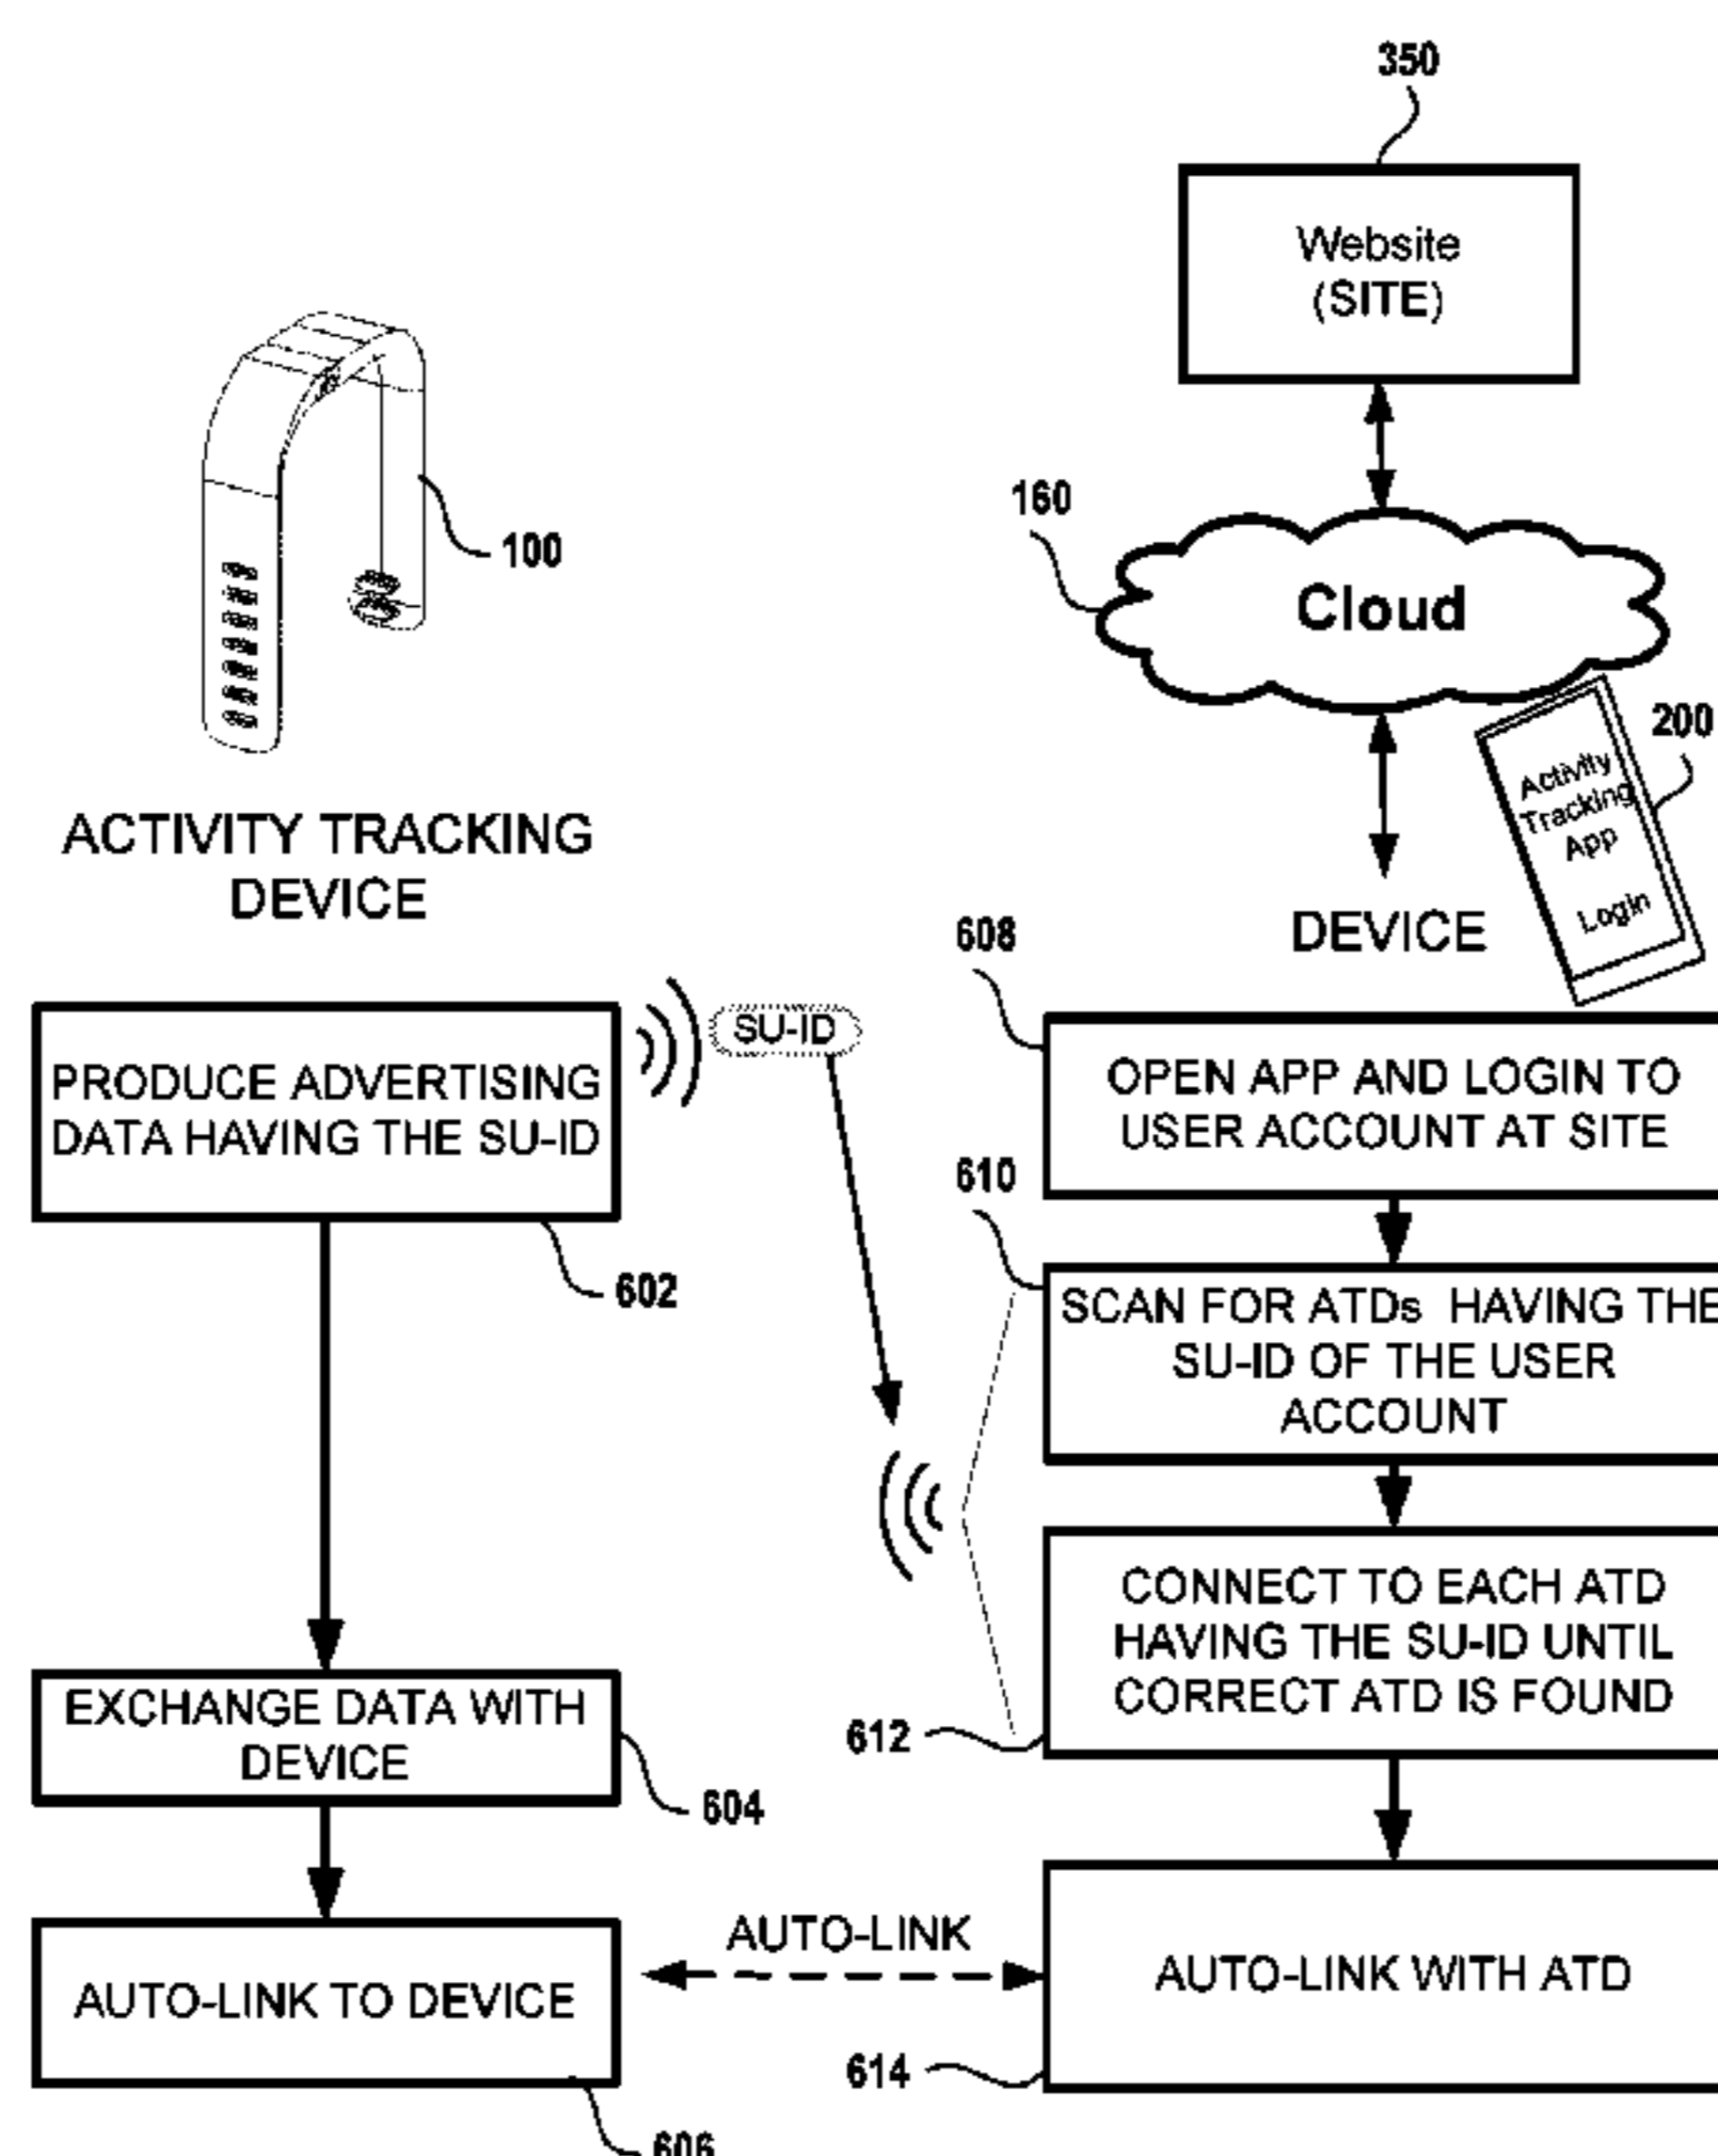 350
Website
(SITE)
160
Cloud
100
200
Activity
Tracking
App
Login
ACTIVITY TRACKING
DEVICE
DEVICE
608
SU-ID
PRODUCE ADVERTISING
DATA HAVING THE SU-ID
602
OPEN APP AND LOGIN TO
USER ACCOUNT AT SITE
610
SCAN FOR ATDs HAVING THE
SU-ID OF THE USER
ACCOUNT
CONNECT TO EACH ATD
HAVING THE SU-ID UNTIL
CORRECT ATD IS FOUND
612
EXCHANGE DATA WITH
DEVICE
604
AUTO-LINK TO DEVICE
606
AUTO-LINK
AUTO-LINK WITH ATD
614